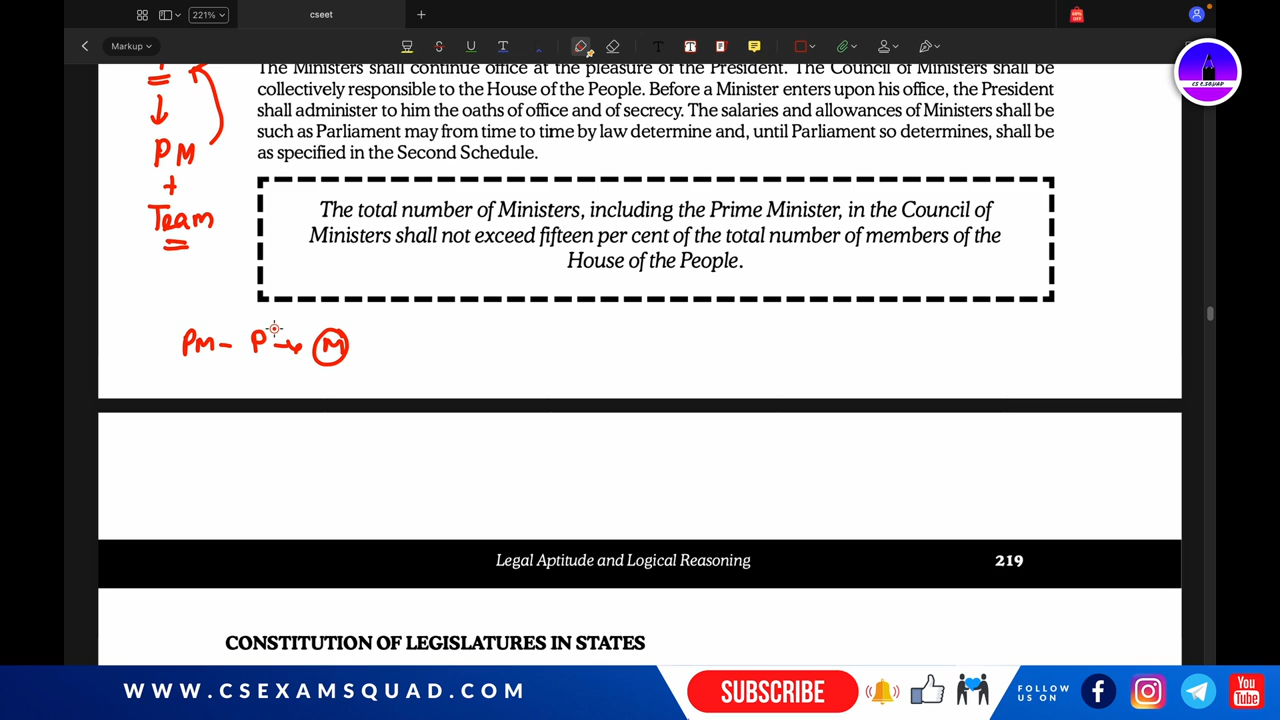 221%
cseet
Markup
The Ministers shall continue office at the pleasure of the President. The Council of Ministers shall be
collectively responsible to the House of the People. Before a Minister enters upon his office, the President
shall administer to him the oaths of office and of secrecy. The salaries and allowances of Ministers shall be
such as Parliament may from time to time by law determine and, until Parliament so determines, shall be
as specified in the Second Schedule.
PM
+
Team
The total number of Ministers, including the Prime Minister, in the Council of
Ministers shall not exceed fifteen per cent of the total number of members of the
House of the People.
PM - P → M
Legal Aptitude and Logical Reasoning 219
CONSTITUTION OF LEGISLATURES IN STATES
WWW.CSEXAMSQUAD.COM
SUBSCRIBE
FOLLOW
US ON
You
Tube